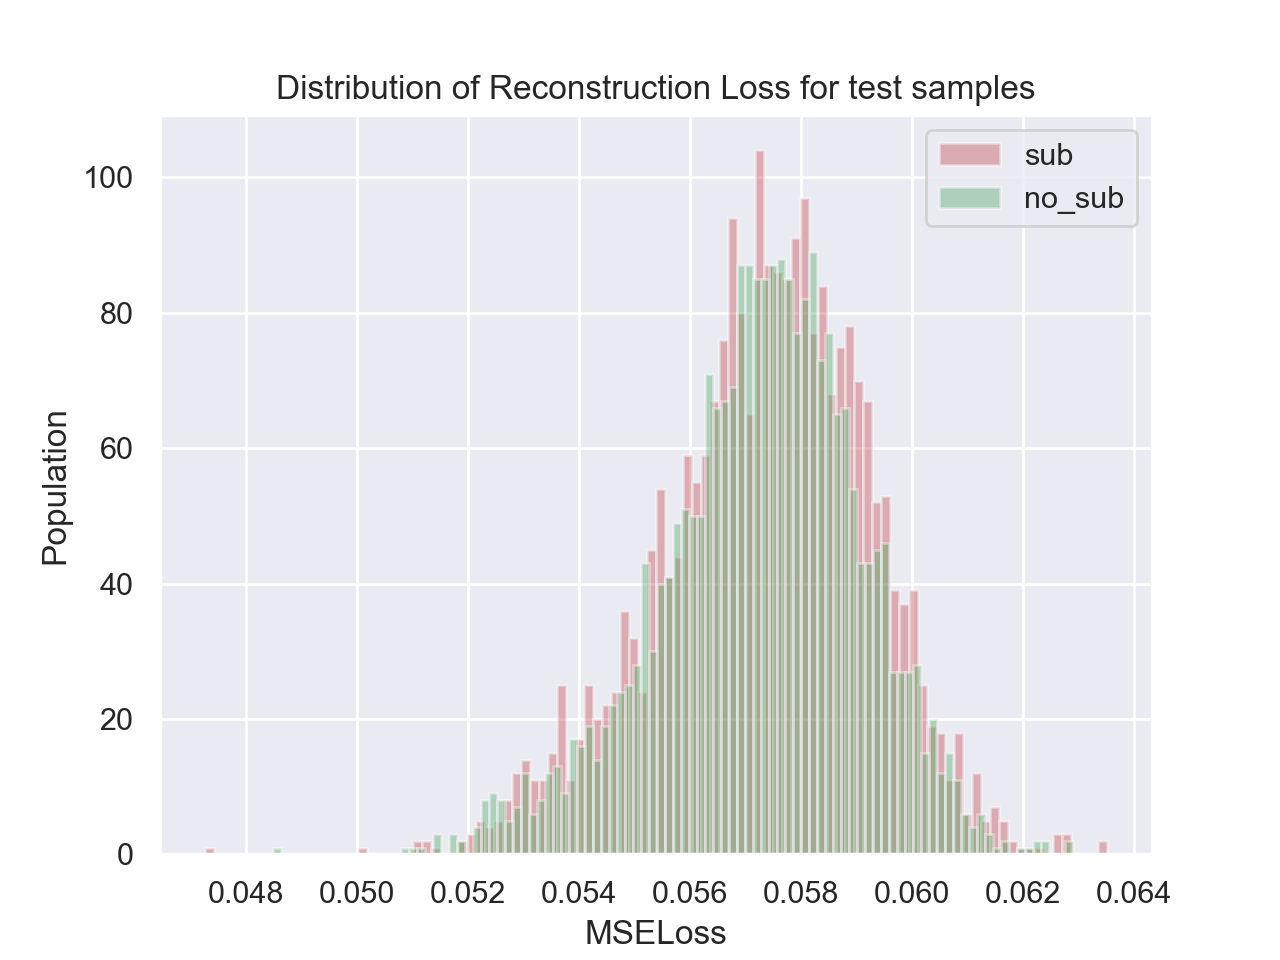 Distribution of Reconstruction Loss for test samples
sub
no_sub
100
80
60
40
20
0
Population
0.048 0.050 0.052 0.054 0.056 0.058 0.060 0.062 0.064
MSELoss